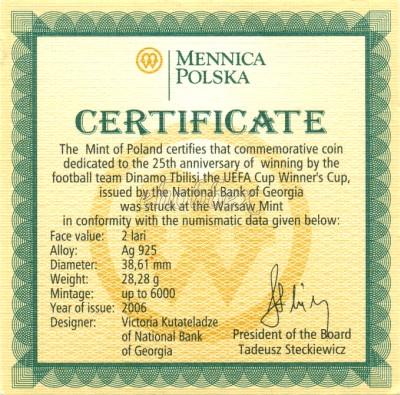 MENNICA
POLSKA
CERTIFICATE
The Mint of Poland certifies that commemorative coin
dedicated to the 25th anniversary of winning by the
football team Dinamo Tbilisi the UEFA Cup Winner's Cup,
issued by the National Bank of Georgia
was struck at the Warsaw Mint
in conformity with the numismatic data given below:
Face value: 2 lari
Alloy: Ag 925
Diameter: 38,61 mm
Weight: 28,28 g
Mintage: up to 6000
Year of issue: 2006
Designer: Victoria Kutateladze
of National Bank
of Georgia
President of the Board
Tadeusz Steckiewicz